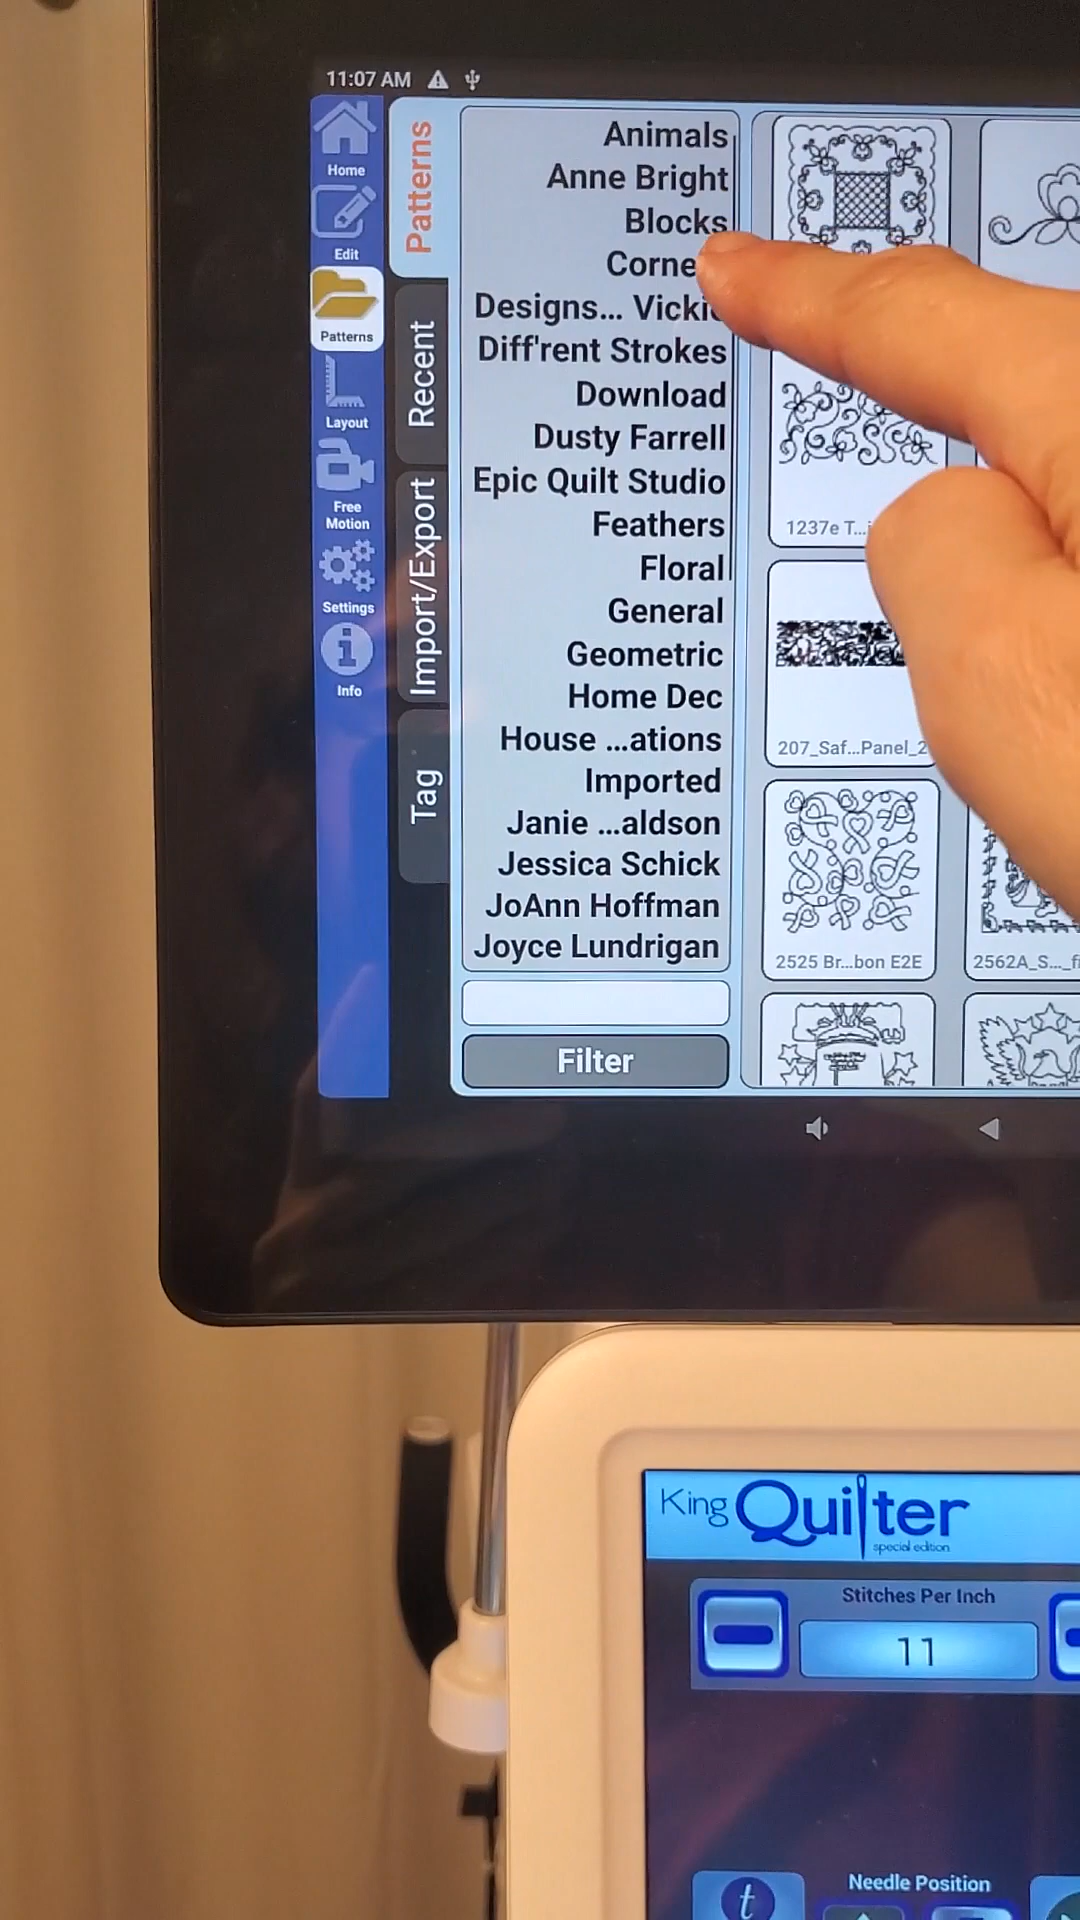 11:07 AM
Home
Edit
Patterns
Layout
Free
Motion
Settings
Info
Patterns
Recent
Import/Export
Tag
Animals
Anne Bright
Blocks
Corne
Designs... Vicki
Diff'rent Strokes
Download
Dusty Farrell
Epic Quilt Studio
Feathers
Floral
General
Geometric
Home Dec
House ...ations
Imported
Janie ...aldson
Jessica Schick
JoAnn Hoffman
Joyce Lundrigan
Filter
1237e T...
207_Saf...Panel_2
2525 Br...bon E2E
2562A_S..._fi
King Quilter
special edition
Stitches Per Inch
11
Needle Position
t